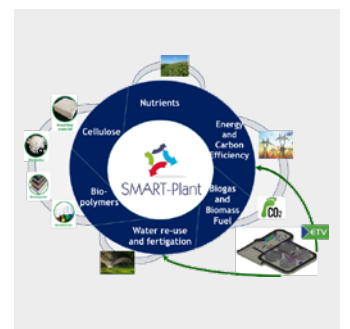 Nutrients
Energy
and
Carbon
Efficiency
Cellulose
SMART-Plant
Bio-
polymers
Biogas
and
Biomass
Fuel
Water re-use
and fertigation
CO₂
ETV